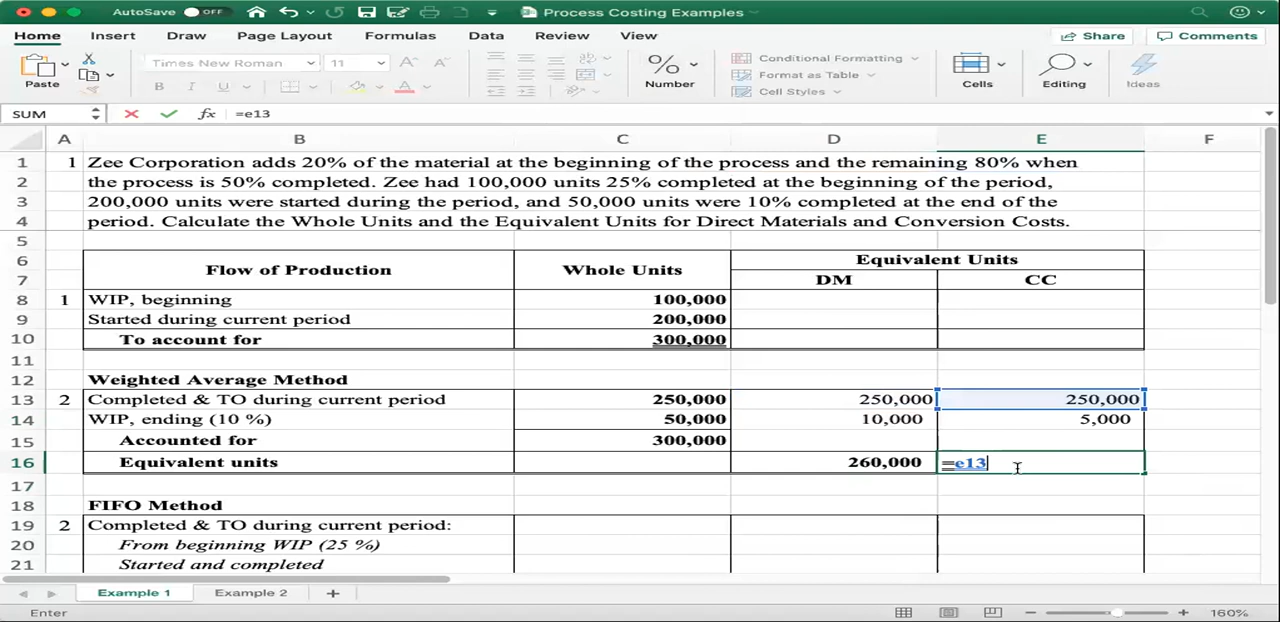 AutoSave OFF Process Costing Examples
Home Insert Draw Page Layout Formulas Data Review View Share Comments
Paste Times New Roman 11 A A Number Conditional Formatting Cells Editing Ideas
Format as Table
B I U A Cell Styles
SUM fx =e13
A B C D E F
1 1 Zee Corporation adds 20% of the material at the beginning of the process and the remaining 80% when
2 the process is 50% completed. Zee had 100,000 units 25% completed at the beginning of the period,
3 200,000 units were started during the period, and 50,000 units were 10% completed at the end of the
4 period. Calculate the Whole Units and the Equivalent Units for Direct Materials and Conversion Costs.
5
6 Flow of Production Whole Units Equivalent Units
7 DM CC
8 1 WIP, beginning 100,000
9 Started during current period 200,000
10 To account for 300,000
11
12 Weighted Average Method
13 2 Completed & TO during current period 250,000 250,000 250,000
14 WIP, ending (10 %) 50,000 10,000 5,000
15 Accounted for 300,000
16 Equivalent units 260,000 =e13
17
18 FIFO Method
19 2 Completed & TO during current period:
20 From beginning WIP (25 %)
21 Started and completed
Example 1 Example 2 +
Enter 160%